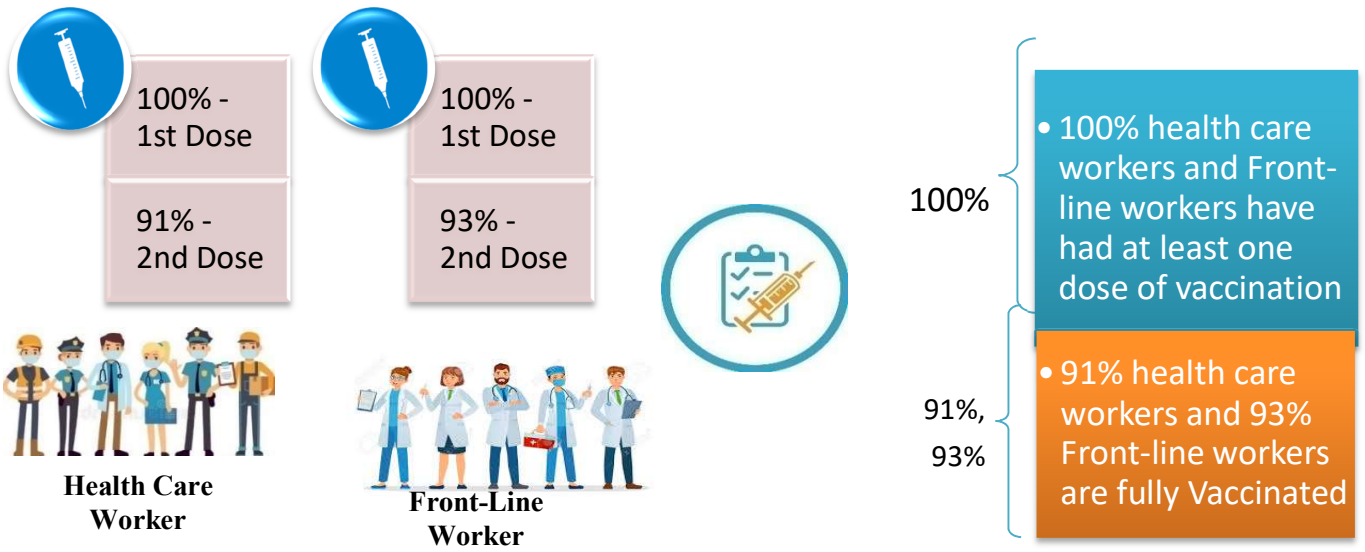 100% -
1st Dose
91% -
2nd Dose
Health Care
Worker
100% -
1st Dose
93% -
2nd Dose
Front-Line
Worker
100%
• 100% health care
workers and Front-
line workers have
had at least one
dose of vaccination
91%,
93%
• 91% health care
workers and 93%
Front-line workers
are fully Vaccinated